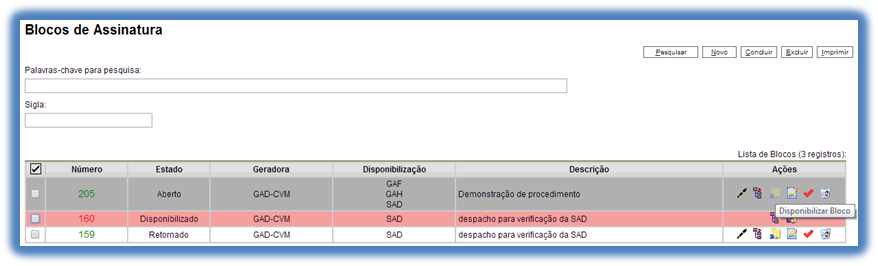 Blocos de Assinatura
Pesquisar Novo Concluir Excluir Imprimir
Palavras-chave para pesquisa:
Sigla:
Lista de Blocos (3 registros):
Número Estado Geradora Disponibilização Descrição Ações
205 Aberto GAD-CVM GAF GAH SAD Demonstração de procedimento
Disponibilizar Bloco
160 Disponibilizado GAD-CVM SAD despacho para verificação da SAD
159 Retornado GAD-CVM SAD despacho para verificação da SAD